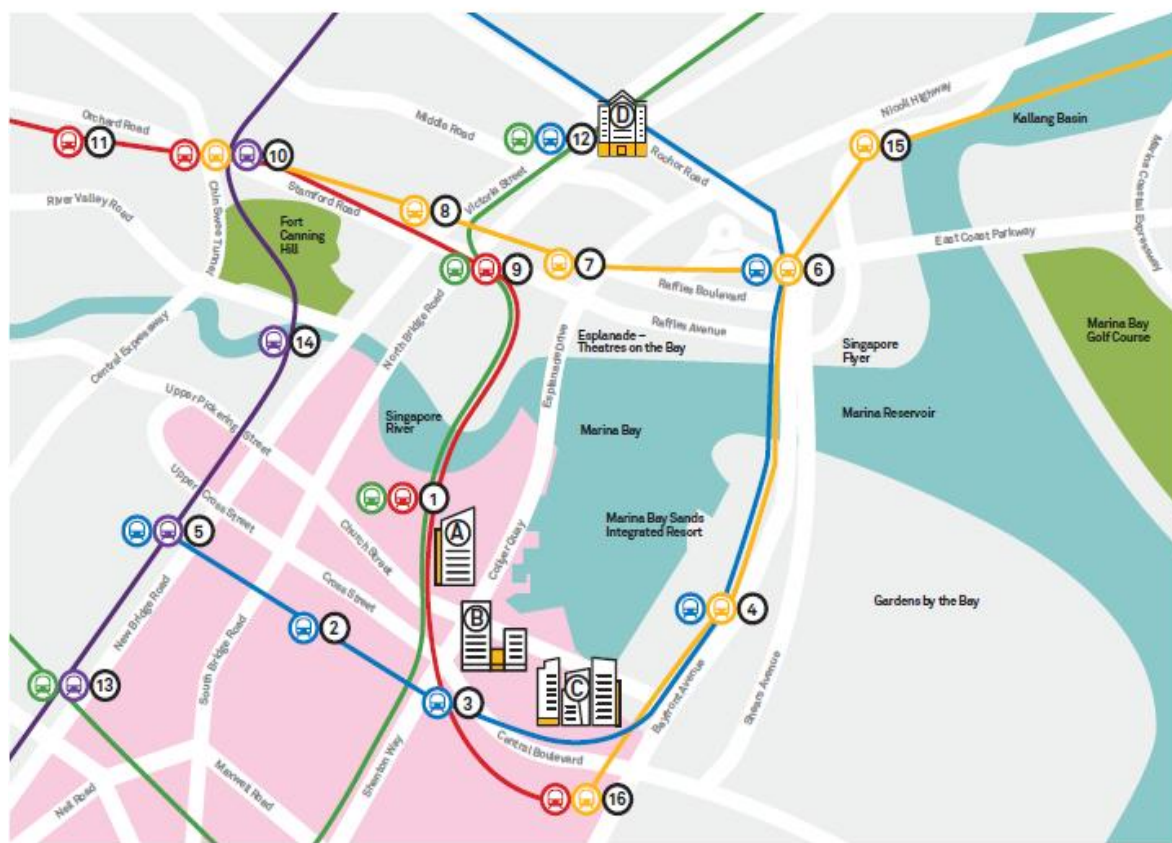 Orchard Road
11
10
Middle Road
12
D
Nicoll Highway
15
Kallang Basin
Marina Coastal Expressway
Rochor Road
River Valley Road
Chin Swee Tunnel
Stamford Road
Victoria Street
8
Fort
Canning
Hill
9
7
6
East Coast Parkway
Raffles Boulevard
Raffles Avenue
North Bridge Road
Central Expessway
14
Esplanade –
Theatres on the Bay
Esplanade Drive
Singapore
Flyer
Marina Bay
Golf Course
Upper Pickering Street
Singapore
River
Marina Bay
Marina Reservoir
Upper Cross Street
1
A
Church Street
Collyer Quay
Marina Bay Sands
Integrated Resort
5
Cross Street
New Bridge Road
South Bridge Road
2
B
4
Gardens by the Bay
13
3
C
Bayfront Avenue
Shears Avenue
Central Boulevard
Shenton Way
Neil Road
Maxwell Road
16